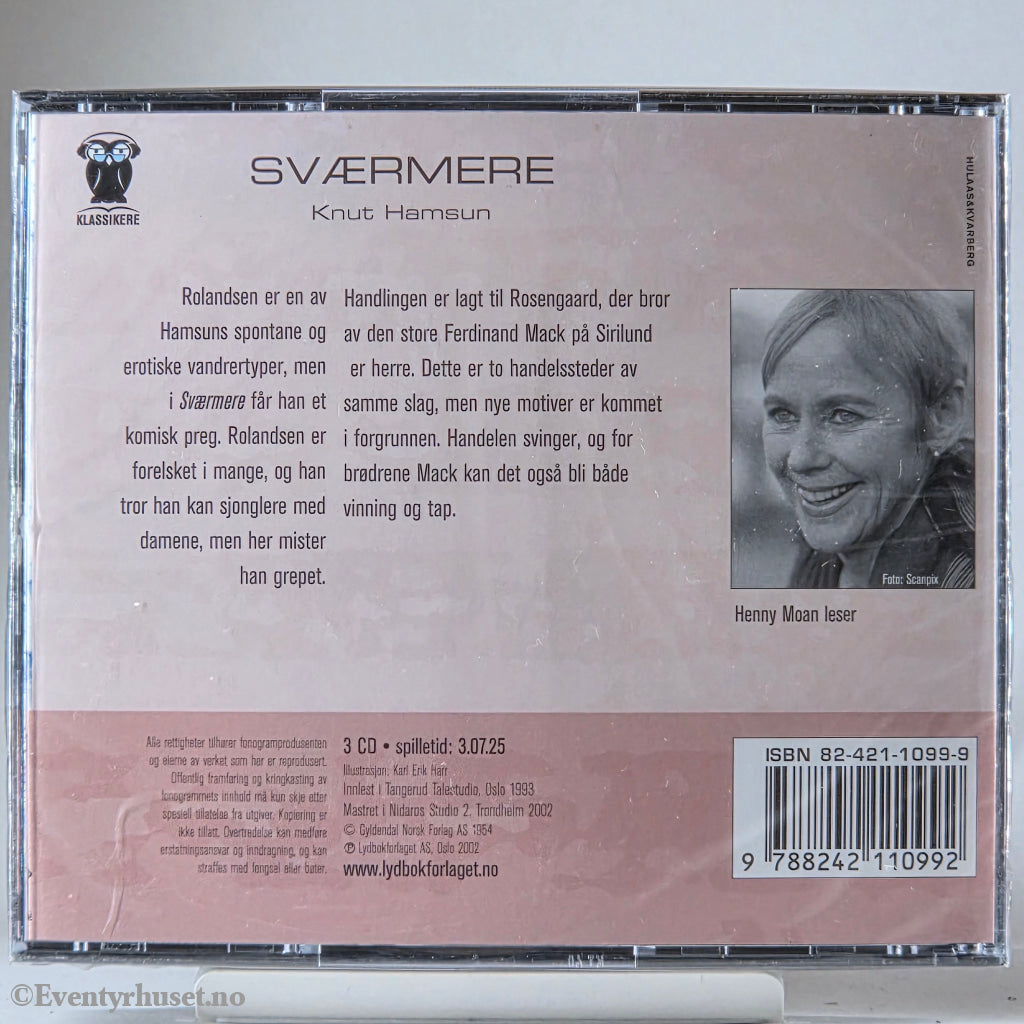 KLASSIKERE
SVÆRMERE
Knut Hamsun
HULAAS&KVARBERG
Rolandsen er en av
Hamsuns spontane og
erotiske vandrertyper, men
i Sværmere får han et
komisk preg. Rolandsen er
forelsket i mange, og han
tror han kan sjonglere med
damene, men her mister
han grepet.
Handlingen er lagt til Rosengaard, der bror
av den store Ferdinand Mack på Sirilund
er herre. Dette er to handelssteder av
samme slag, men nye motiver er kommet
i forgrunnen. Handelen svinger, og for
brødrene Mack kan det også bli både
vinning og tap.
Foto: Scanpix
Henny Moan leser
Alle rettigheter tilhører fonogramprodusenten
og eierne av verket som her er reprodusert.
Offentlig framføring og kringkasting av
fonogrammets innhold må kun skje etter
spesiell tillatelse fra utgiver. Kopiering er
ikke tillatt. Overtredelse kan medføre
erstatningsansvar og inndragning, og kan
straffes med fengsel eller bøter.
3 CD • spilletid: 3.07.25
Illustrasjon: Karl Erik Harr
Innlest i Tangerud Talestudio, Oslo 1993
Mastret i Nidaros Studio 2, Trondheim 2002
© Gyldendal Norsk Forlag AS 1954
℗ Lydbokforlaget AS, Oslo 2002
www.lydbokforlaget.no
ISBN 82-421-1099-9
9 788242 110992
©Eventyrhuset.no